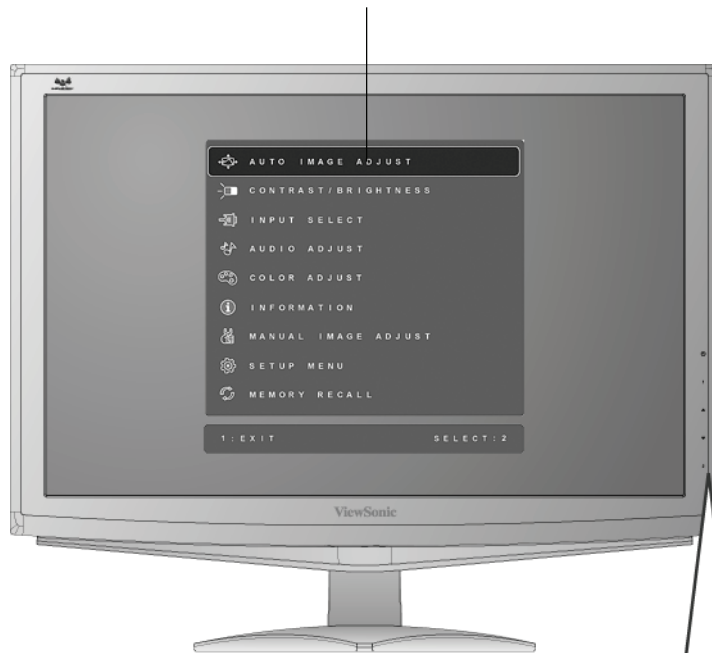 AUTO IMAGE ADJUST
CONTRAST/BRIGHTNESS
INPUT SELECT
AUDIO ADJUST
COLOR ADJUST
INFORMATION
MANUAL IMAGE ADJUST
SETUP MENU
MEMORY RECALL
1:EXIT SELECT:2
ViewSonic